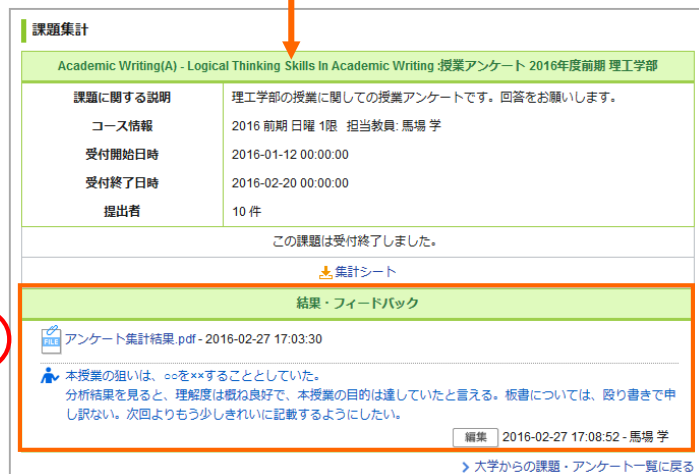 課題集計
Academic Writing(A) - Logical Thinking Skills In Academic Writing :授業アンケート 2016年度前期 理工学部
課題に関する説明 理工学部の授業に関しての授業アンケートです。回答をお願いします。
コース情報 2016 前期 日曜 1限 担当教員: 馬場 学
受付開始日時 2016-01-12 00:00:00
受付終了日時 2016-02-20 00:00:00
提出者 10 件
この課題は受付終了しました。
集計シート
結果・フィードバック
FILE アンケート集計結果.pdf - 2016-02-27 17:03:30
本授業の狙いは、○○を××することとしていた。
分析結果を見ると、理解度は概ね良好で、本授業の目的は達していたと言える。板書については、殴り書きで申
し訳ない。次回よりもう少しきれいに記載するようにしたい。
編集 2016-02-27 17:08:52 - 馬場 学
> 大学からの課題・アンケート一覧に戻る